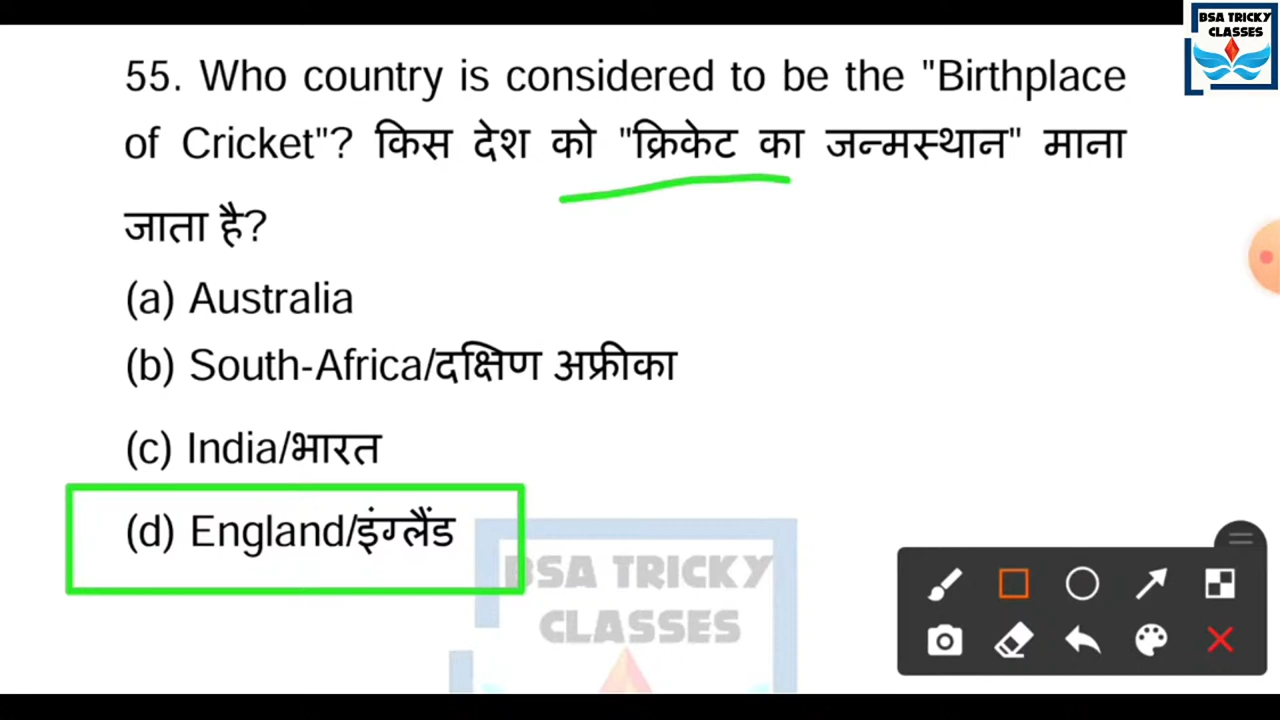 BSA TRICKY
CLASSES
55. Who country is considered to be the "Birthplace
of Cricket"? किस देश को "क्रिकेट का जन्मस्थान" माना
जाता है?
(a) Australia
(b) South-Africa/दक्षिण अफ्रीका
(c) India/भारत
(d) England/इंग्लैंड
BSA TRICKY
CLASSES